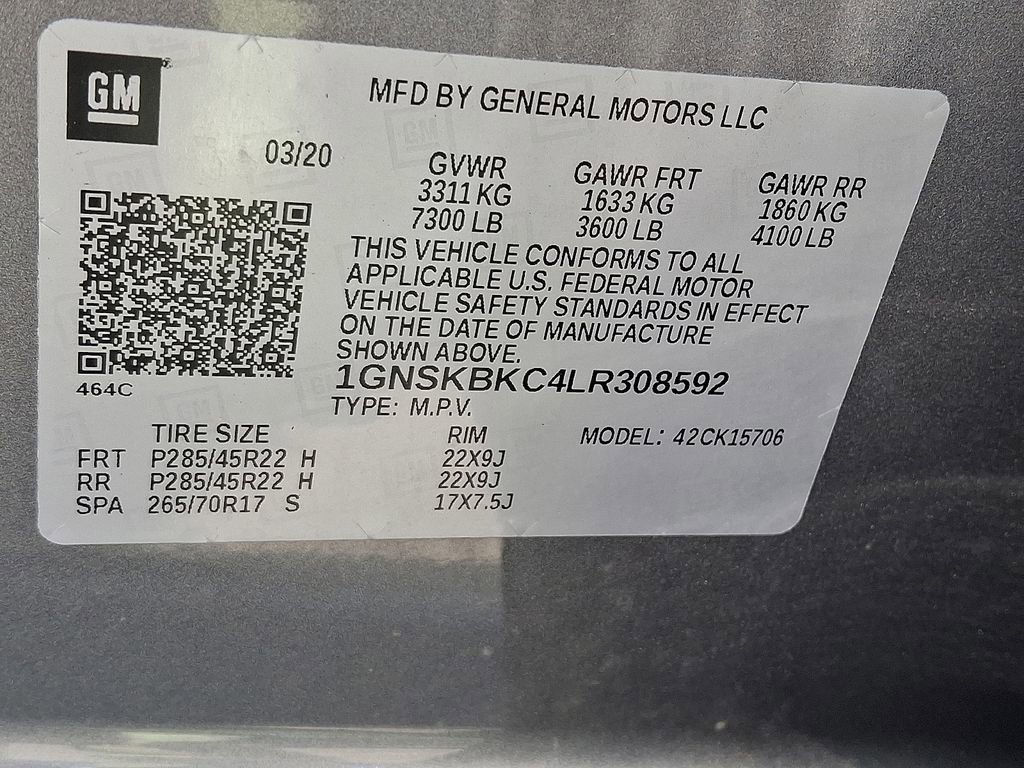 GM
MFD BY GENERAL MOTORS LLC
03/20
GVWR GAWR FRT GAWR RR
3311 KG 1633 KG 1860 KG
7300 LB 3600 LB 4100 LB
THIS VEHICLE CONFORMS TO ALL
APPLICABLE U.S. FEDERAL MOTOR
VEHICLE SAFETY STANDARDS IN EFFECT
ON THE DATE OF MANUFACTURE
SHOWN ABOVE.
464C
1GNSKBKC4LR308592
TYPE: M.P.V.
TIRE SIZE RIM MODEL: 42CK15706
FRT P285/45R22 H 22X9J
RR P285/45R22 H 22X9J
SPA 265/70R17 S 17X7.5J